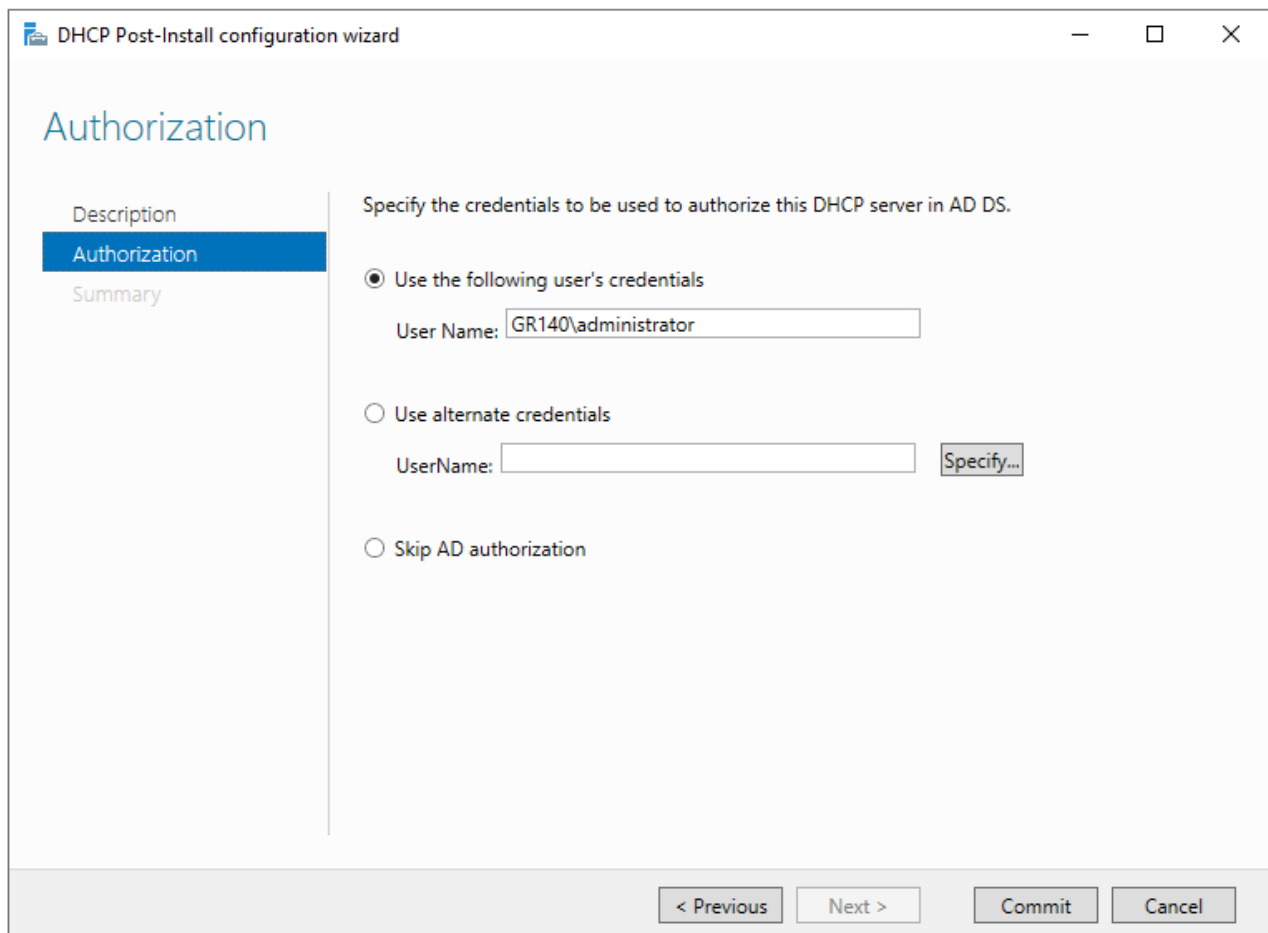 DHCP Post-Install configuration wizard
Authorization
Description
Authorization
Summary
Specify the credentials to be used to authorize this DHCP server in AD DS.
Use the following user's credentials
User Name: GR140\administrator
Use alternate credentials
UserName:
Specify...
Skip AD authorization
< Previous
Next >
Commit
Cancel